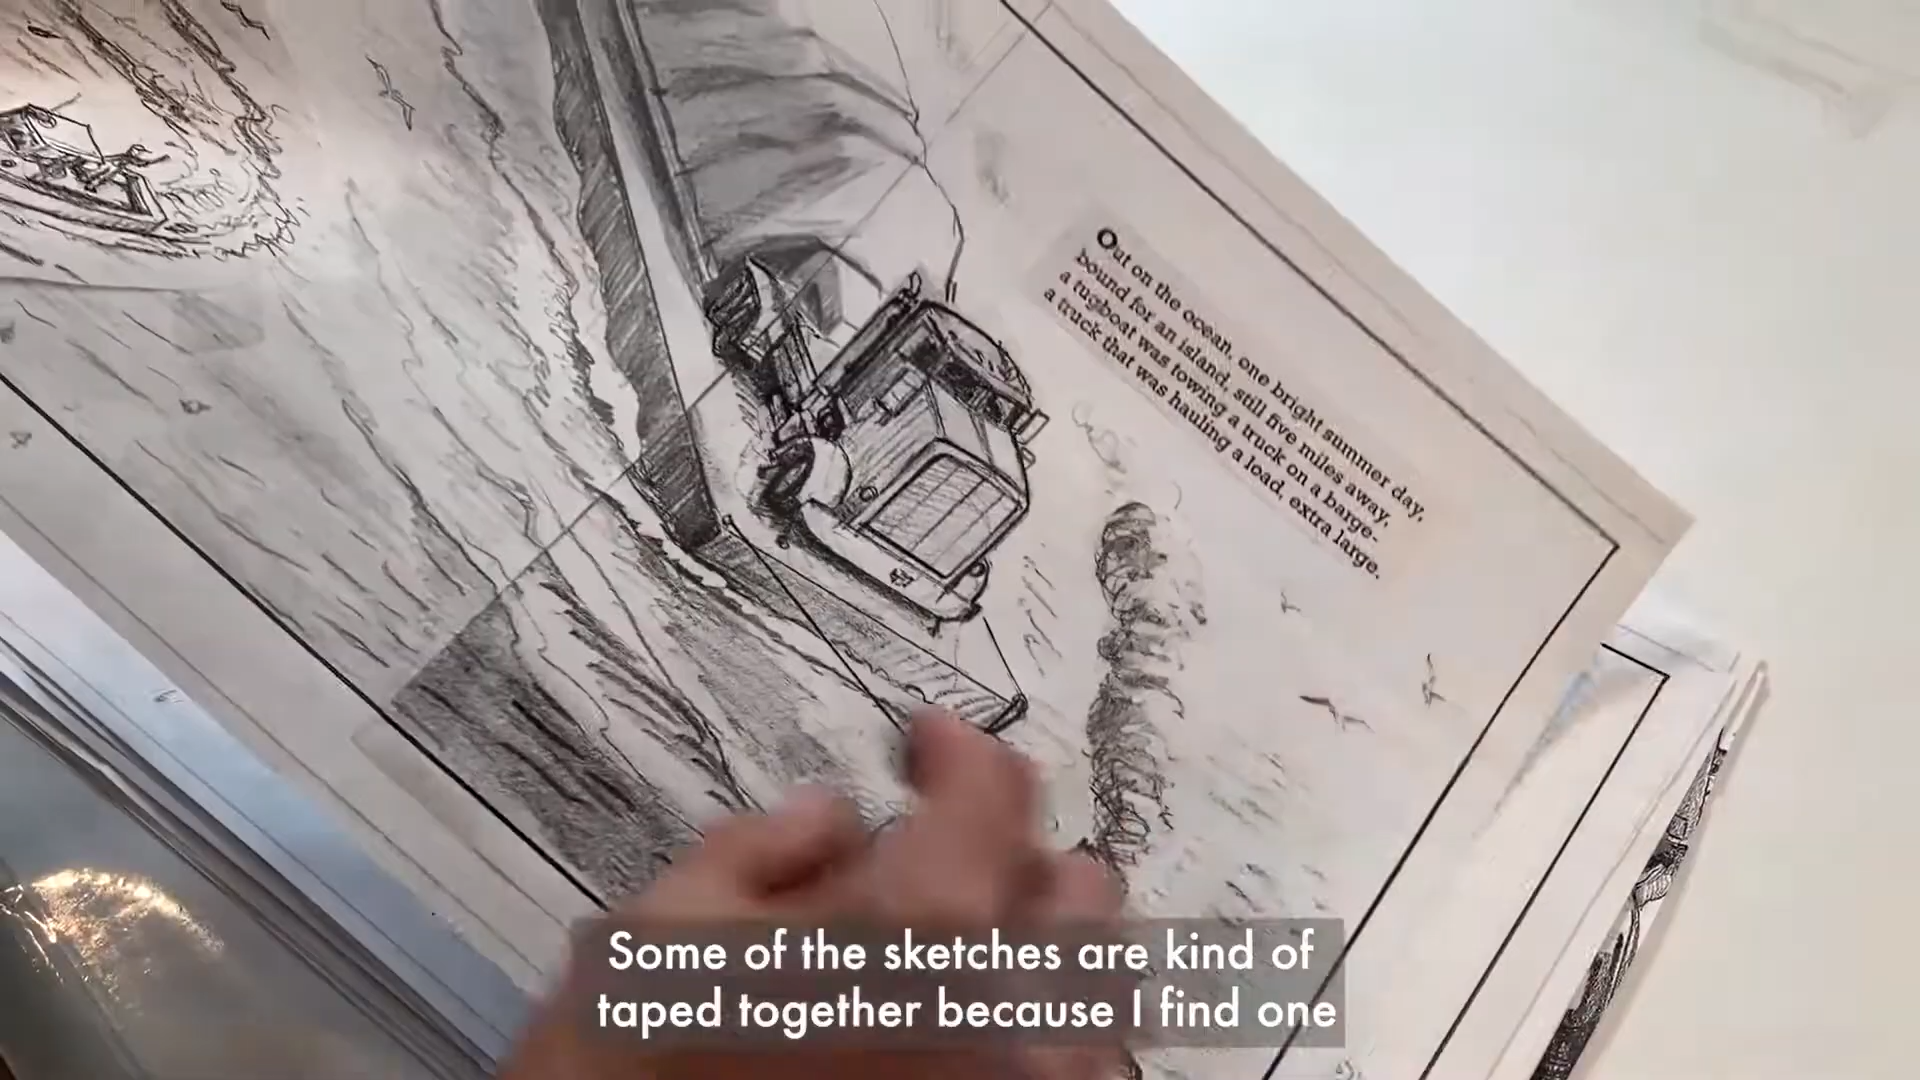 Out on the ocean, one bright summer day,
bound for an island, still five miles away,
a tugboat was towing a truck on a barge-
a truck that was hauling a load, extra large.
Some of the sketches are kind of
taped together because I find one